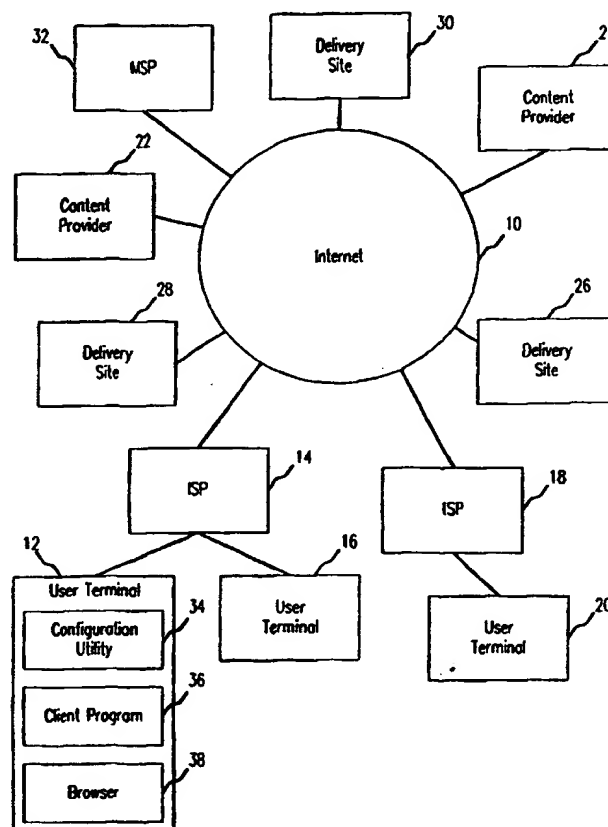 32
MSP
30
Delivery
Site
2
Content
Provider
22
Content
Provider
Internet
10
28
Delivery
Site
26
Delivery
Site
14
ISP
18
ISP
12
User Terminal
34
Configuration
Utility
36
Client Program
38
Browser
16
User
Terminal
20
User
Terminal